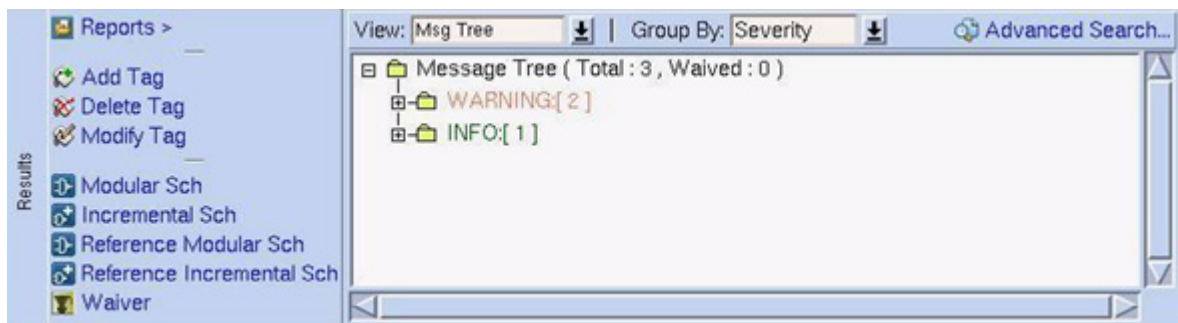 Results
Reports >
Add Tag
Delete Tag
Modify Tag
Modular Sch
Incremental Sch
Reference Modular Sch
Reference Incremental Sch
Waiver
View: Msg Tree | Group By: Severity Advanced Search...
Message Tree ( Total : 3 , Waived : 0 )
WARNING:[ 2 ]
INFO:[ 1 ]